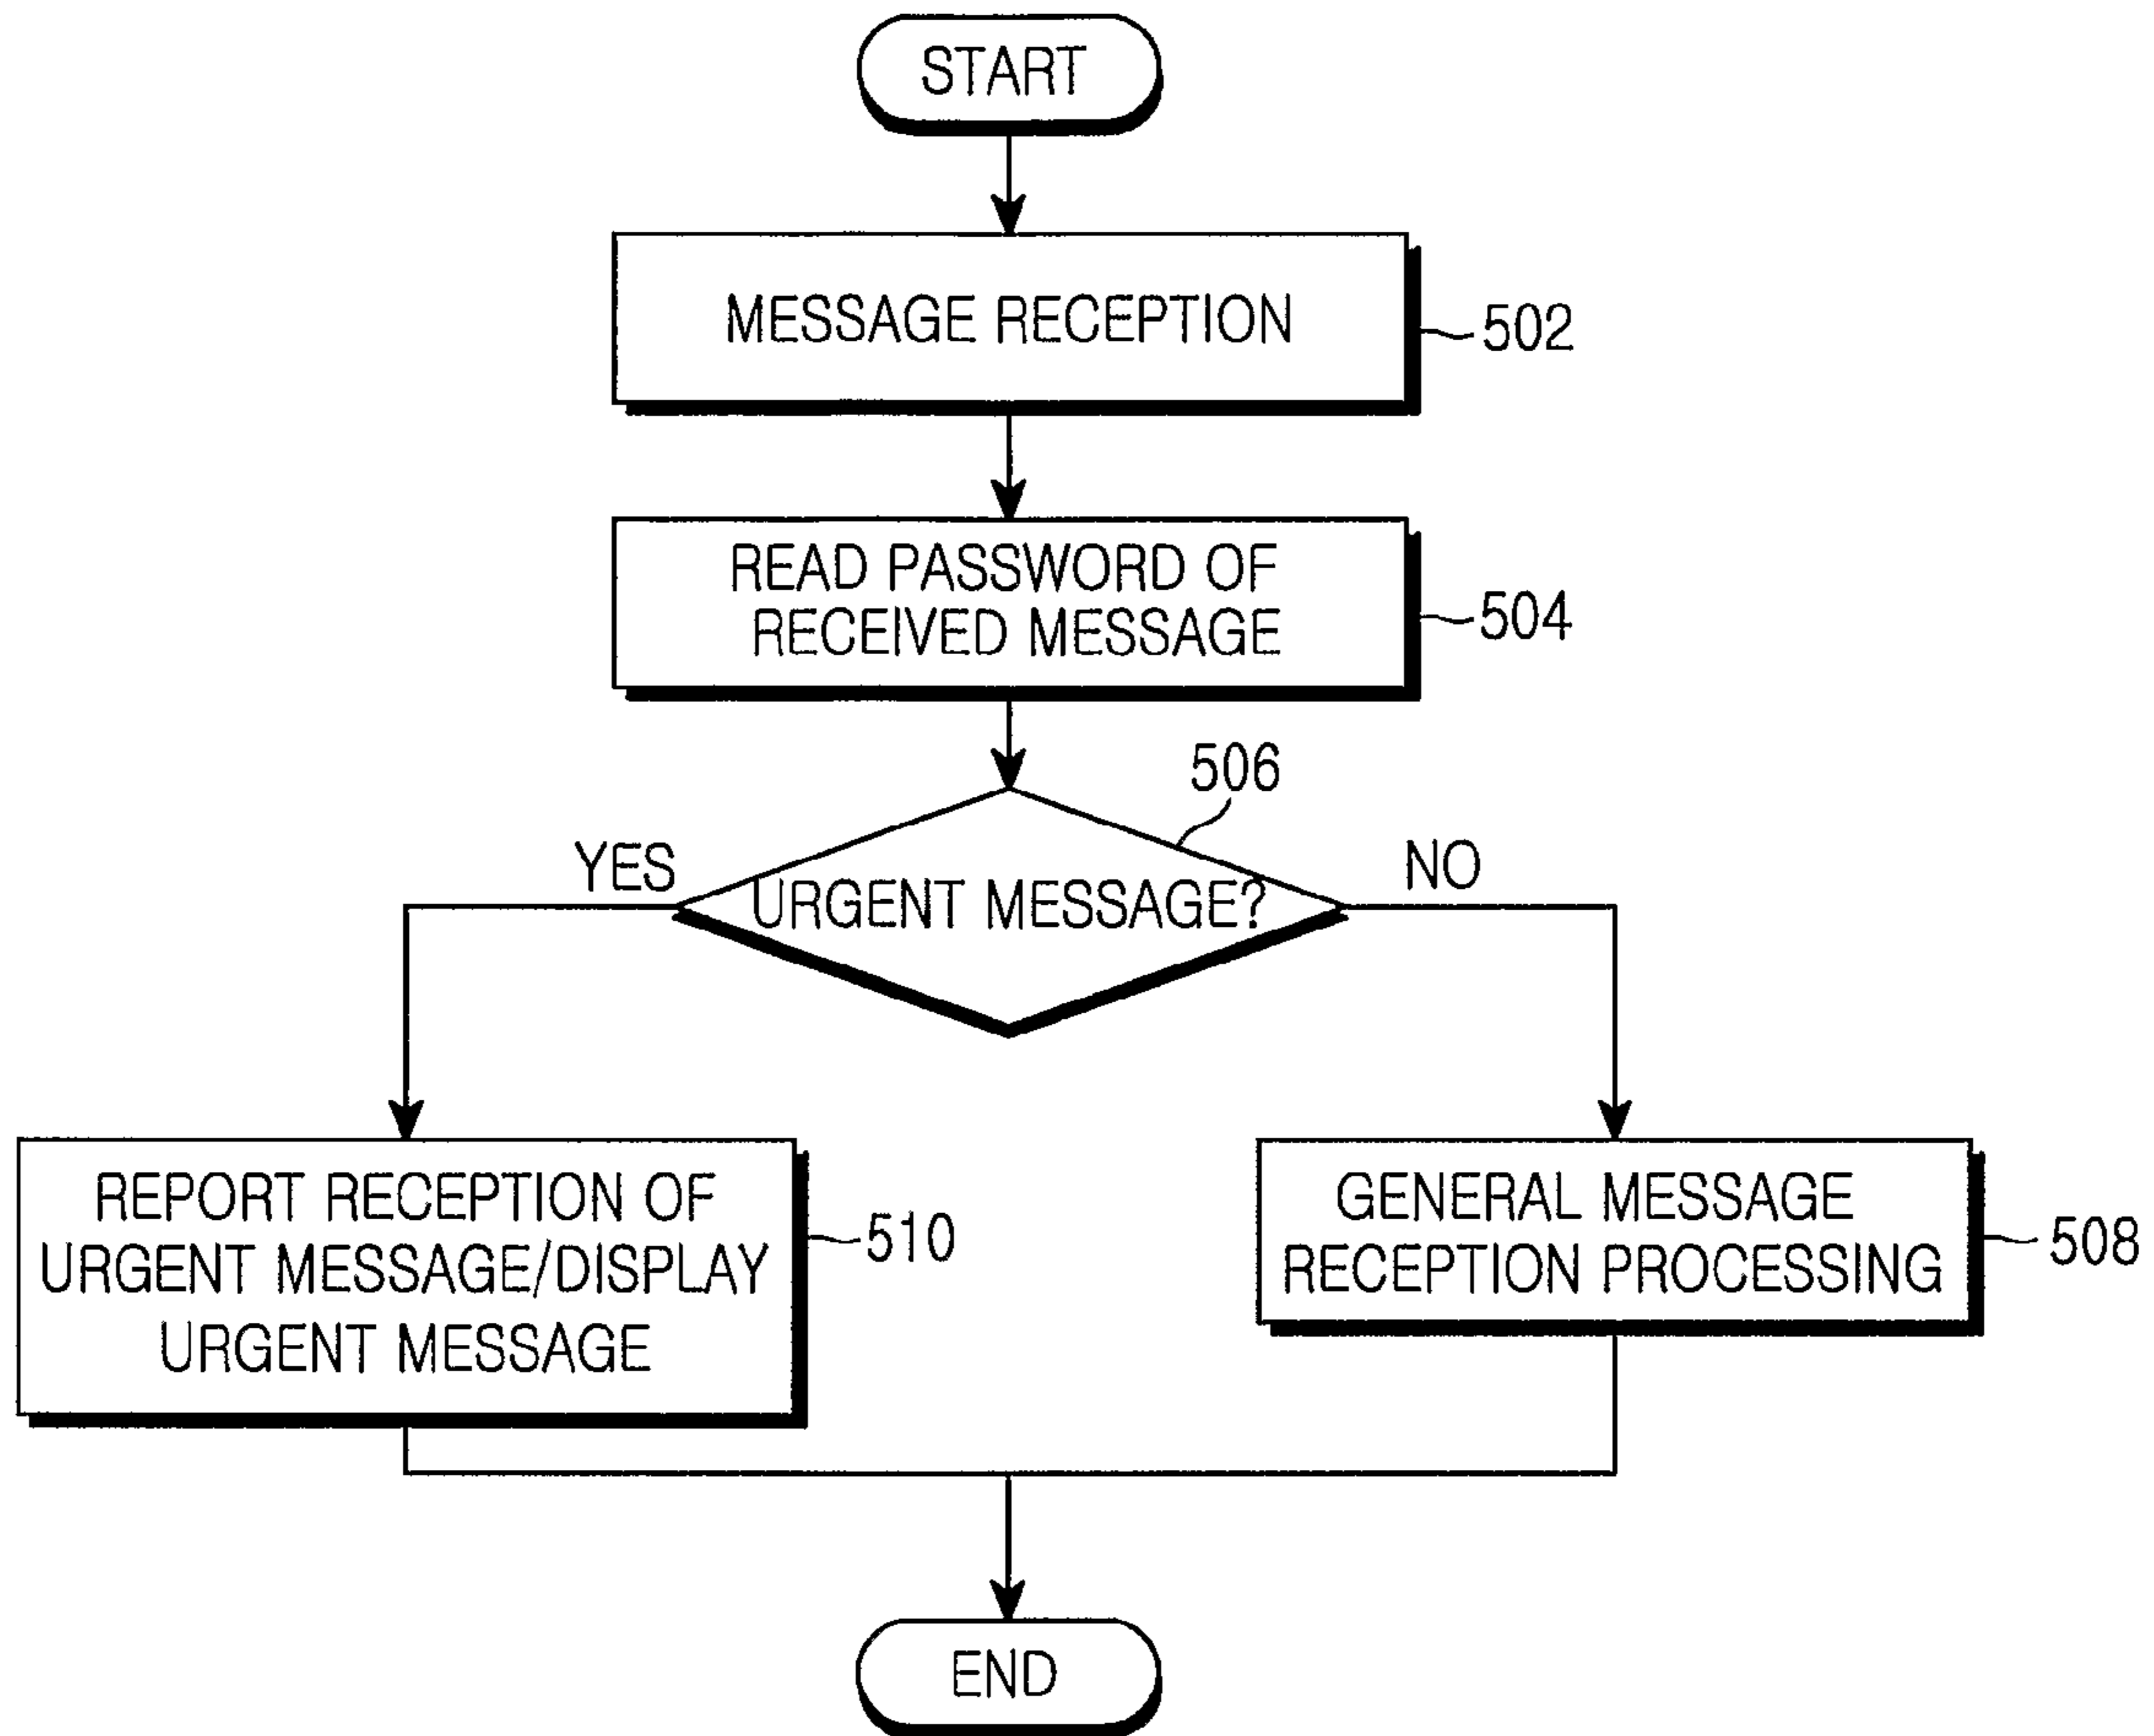 START
MESSAGE RECEPTION
502
READ PASSWORD OF
RECEIVED MESSAGE
504
506
YES
URGENT MESSAGE?
NO
REPORT RECEPTION OF
URGENT MESSAGE/DISPLAY
URGENT MESSAGE
510
GENERAL MESSAGE
RECEPTION PROCESSING
508
END